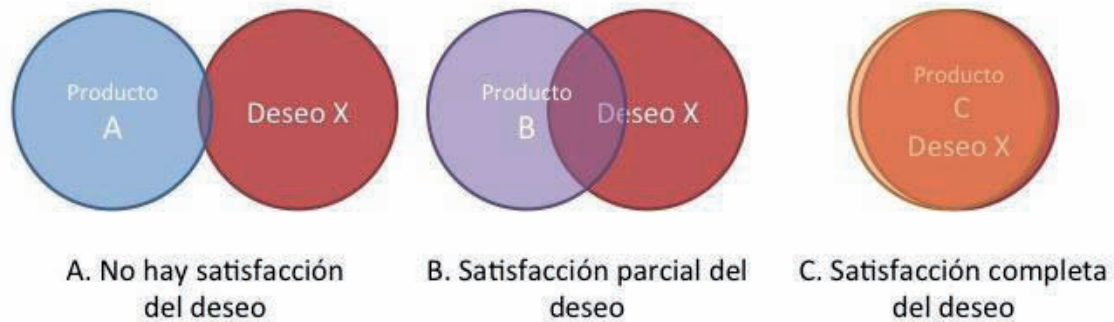 Producto
A
Deseo X
Producto
B
Deseo X
Producto
C
Deseo X
A. No hay satisfacción
del deseo
B. Satisfacción parcial del
deseo
C. Satisfacción completa
del deseo